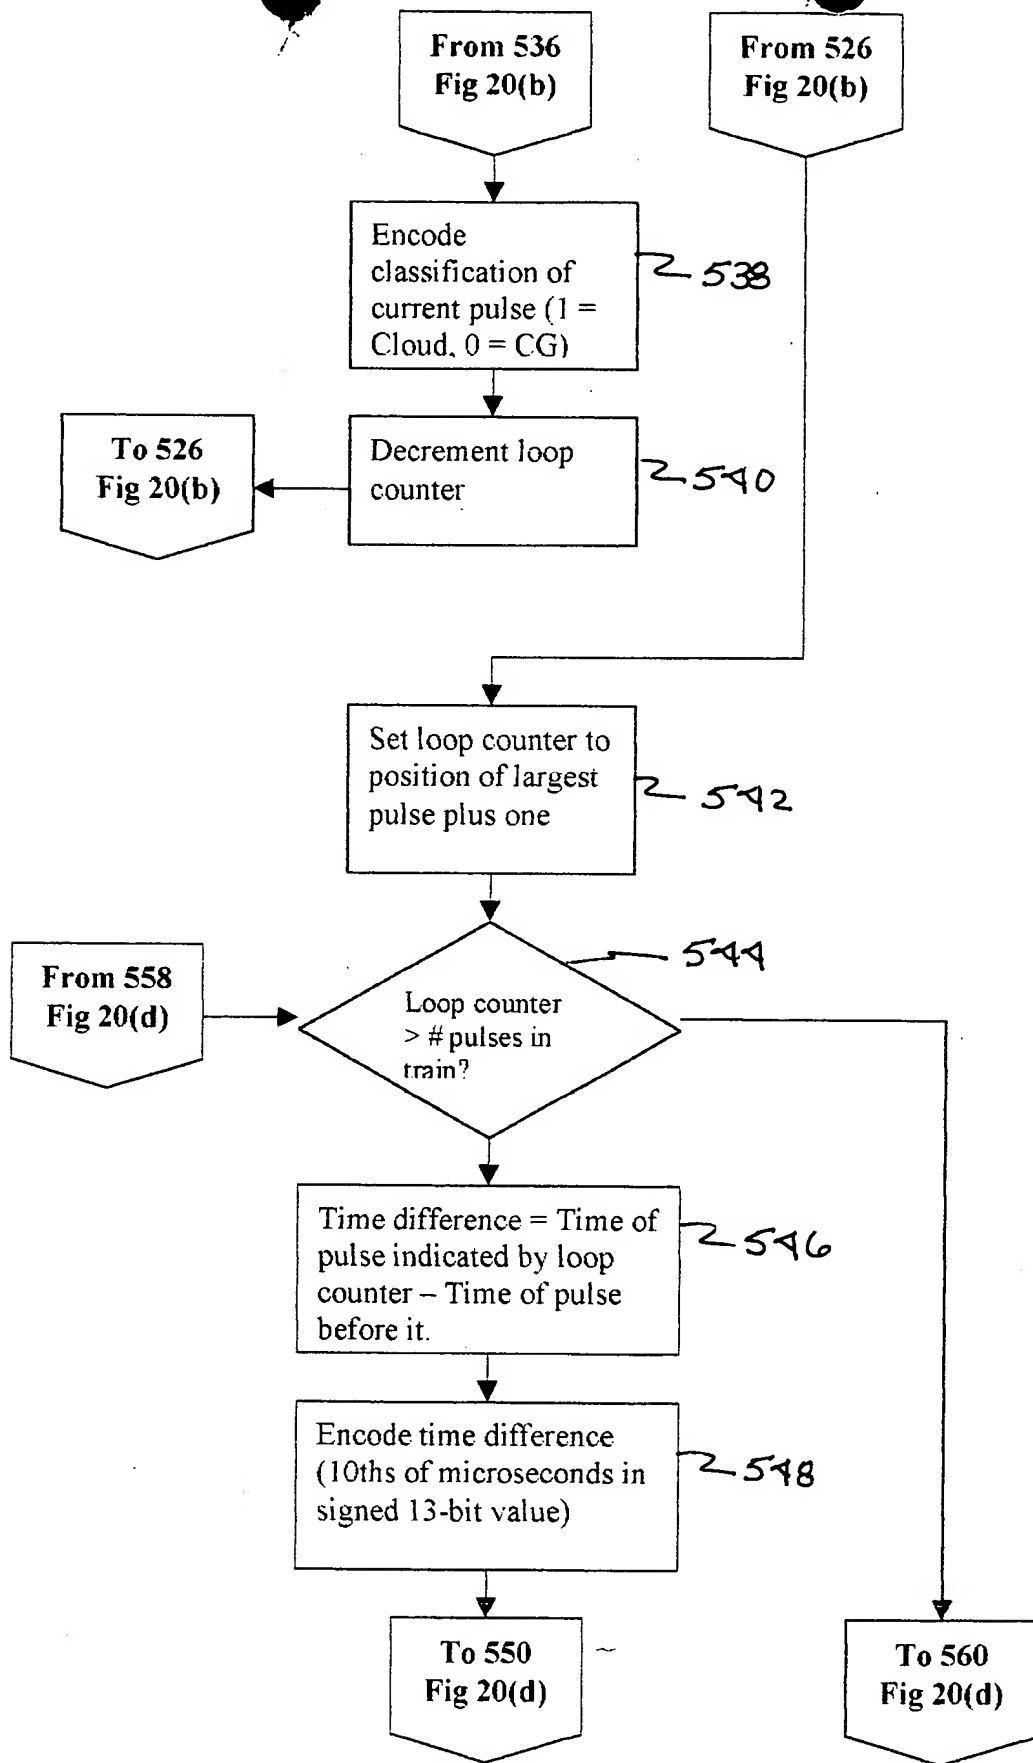 From 536
Fig 20(b)
From 526
Fig 20(b)
Encode
classification of
current pulse (1 =
Cloud, 0 = CG)
538
To 526
Fig 20(b)
Decrement loop
counter
540
Set loop counter to
position of largest
pulse plus one
542
From 558
Fig 20(d)
Loop counter
> # pulses in
train?
544
Time difference = Time of
pulse indicated by loop
counter – Time of pulse
before it.
546
Encode time difference
(10ths of microseconds in
signed 13-bit value)
548
To 550
Fig 20(d)
To 560
Fig 20(d)